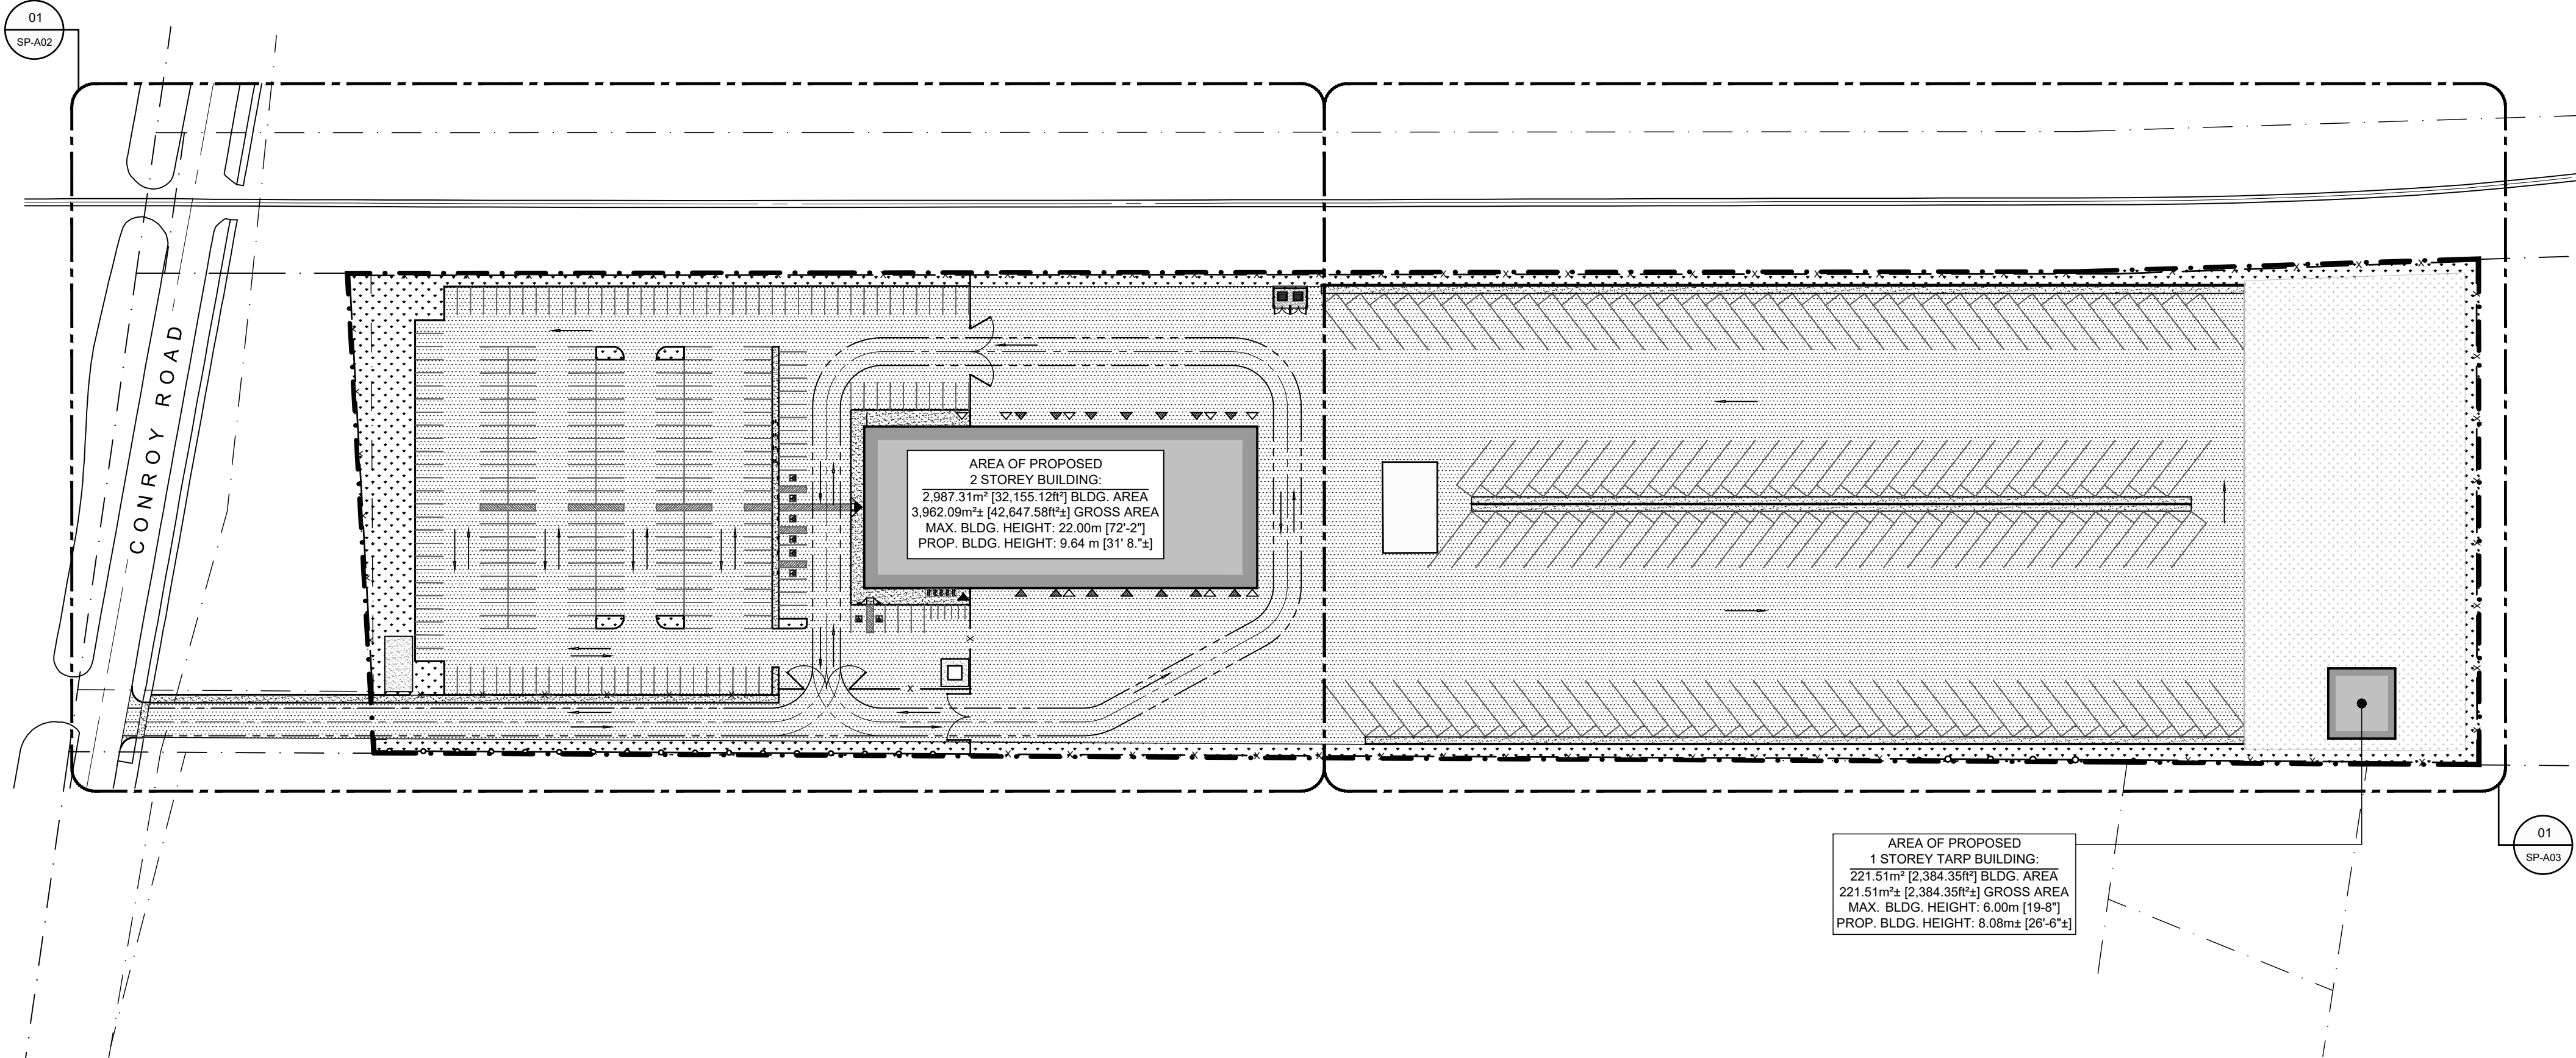 01
SP-A02
CONROY ROAD
AREA OF PROPOSED
2 STOREY BUILDING:
2,987.31m² [32,155.12ft²] BLDG. AREA
3,962.09m²± [42,647.58ft²±] GROSS AREA
MAX. BLDG. HEIGHT: 22.00m [72'-2"]
PROP. BLDG. HEIGHT: 9.64 m [31' 8."±]
AREA OF PROPOSED
1 STOREY TARP BUILDING:
221.51m² [2,384.35ft²] BLDG. AREA
221.51m²± [2,384.35ft²±] GROSS AREA
MAX. BLDG. HEIGHT: 6.00m [19-8"]
PROP. BLDG. HEIGHT: 8.08m± [26'-6"±]
01
SP-A03